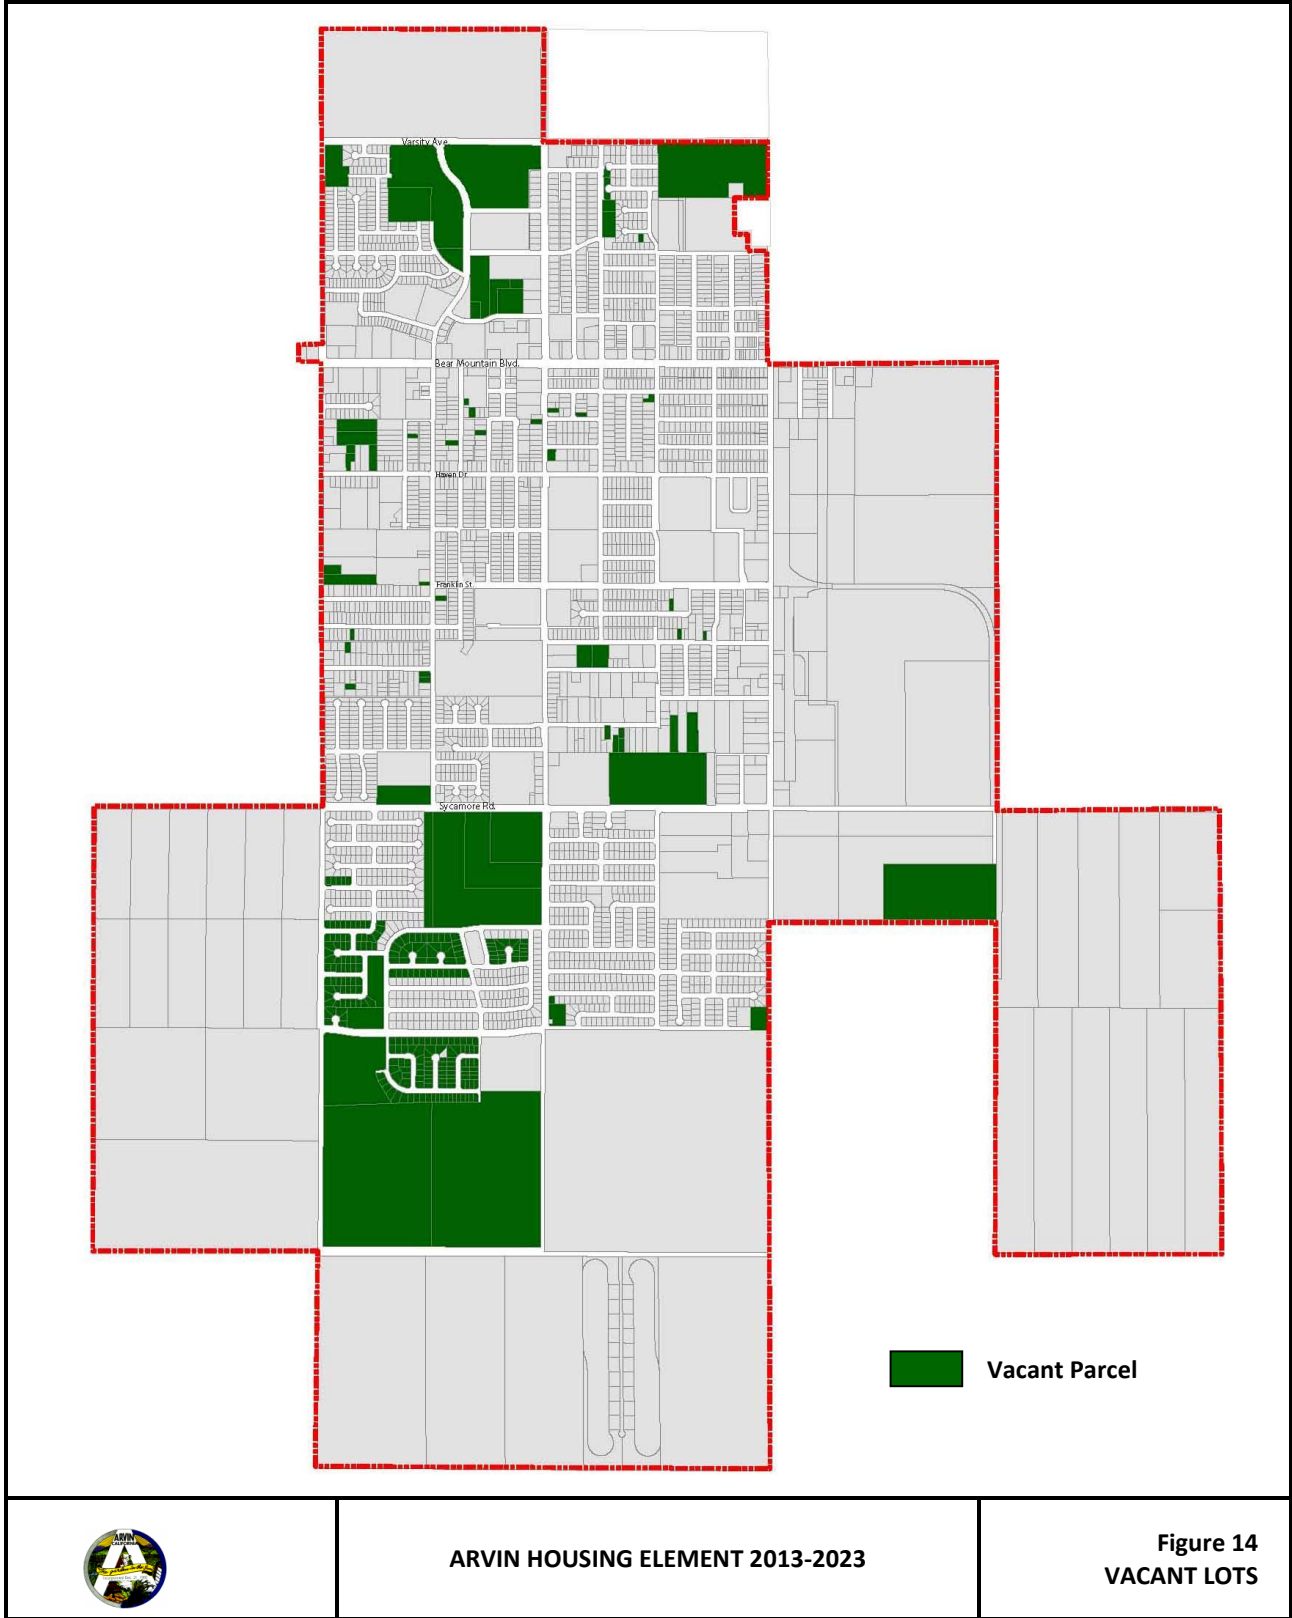 Varsity Ave.
Bear Mountain Blvd.
Haven Dr.
Franklin St.
Sycamore Rd.
Vacant Parcel
ARVIN
CALIFORNIA
ARVIN HOUSING ELEMENT 2013-2023
Figure 14
VACANT LOTS